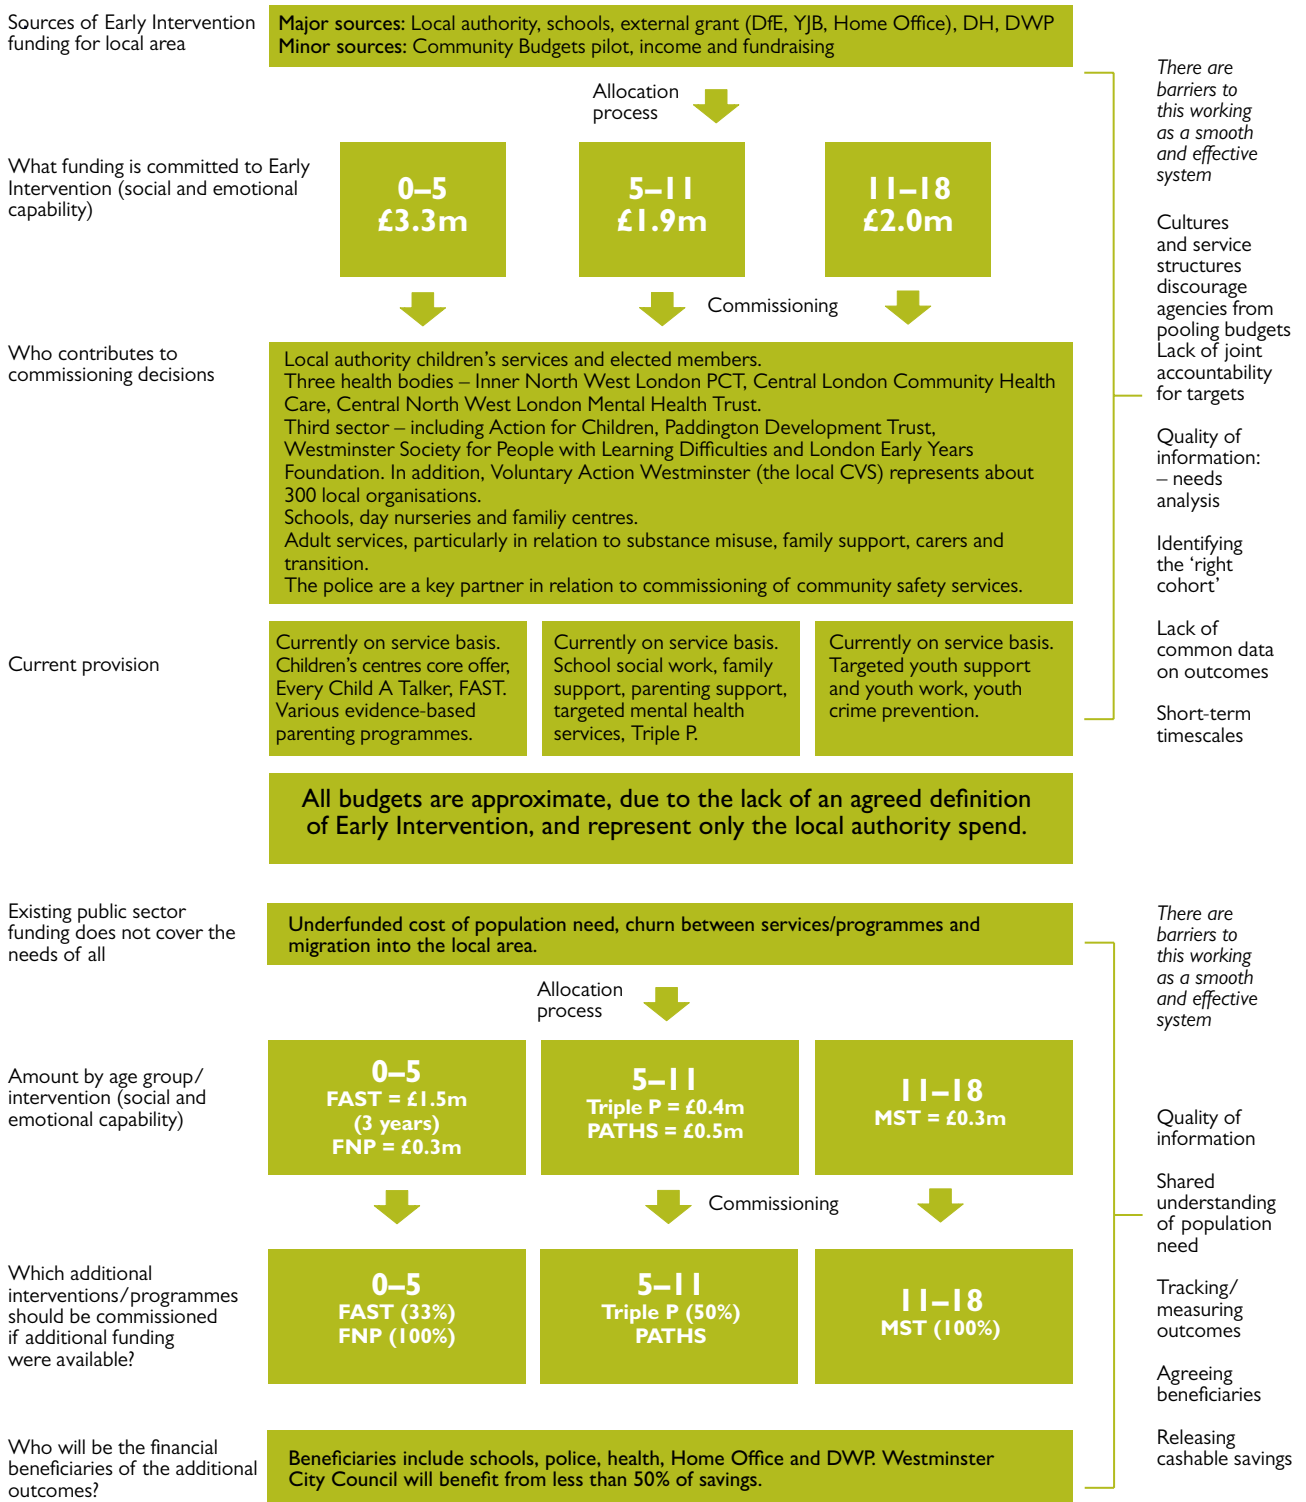 Sources of Early Intervention
funding for local area
Major sources: Local authority, schools, external grant (DfE, YJB, Home Office), DH, DWP
Minor sources: Community Budgets pilot, income and fundraising
Allocation
process
What funding is committed to Early
Intervention (social and emotional
capability)
0–5
£3.3m
5–11
£1.9m
11–18
£2.0m
Commissioning
Who contributes to
commissioning decisions
Local authority children’s services and elected members.
Three health bodies – Inner North West London PCT, Central London Community Health
Care, Central North West London Mental Health Trust.
Third sector – including Action for Children, Paddington Development Trust,
Westminster Society for People with Learning Difficulties and London Early Years
Foundation. In addition, Voluntary Action Westminster (the local CVS) represents about
300 local organisations.
Schools, day nurseries and familiy centres.
Adult services, particularly in relation to substance misuse, family support, carers and
transition.
The police are a key partner in relation to commissioning of community safety services.
Current provision
Currently on service basis.
Children’s centres core offer,
Every Child A Talker, FAST.
Various evidence-based
parenting programmes.
Currently on service basis.
School social work, family
support, parenting support,
targeted mental health
services, Triple P.
Currently on service basis.
Targeted youth support
and youth work, youth
crime prevention.
There are
barriers to
this working
as a smooth
and effective
system
Cultures
and service
structures
discourage
agencies from
pooling budgets
Lack of joint
accountability
for targets
Quality of
information:
– needs
analysis
Identifying
the ‘right
cohort’
Lack of
common data
on outcomes
Short-term
timescales
All budgets are approximate, due to the lack of an agreed definition
of Early Intervention, and represent only the local authority spend.
Existing public sector
funding does not cover the
needs of all
Underfunded cost of population need, churn between services/programmes and
migration into the local area.
Allocation
process
Amount by age group/
intervention (social and
emotional capability)
0–5
FAST = £1.5m
(3 years)
FNP = £0.3m
5–11
Triple P = £0.4m
PATHS = £0.5m
11–18
MST = £0.3m
Commissioning
Which additional
interventions/programmes
should be commissioned
if additional funding
were available?
0–5
FAST (33%)
FNP (100%)
5–11
Triple P (50%)
PATHS
11–18
MST (100%)
Who will be the financial
beneficiaries of the additional
outcomes?
Beneficiaries include schools, police, health, Home Office and DWP. Westminster
City Council will benefit from less than 50% of savings.
There are
barriers to
this working
as a smooth
and effective
system
Quality of
information
Shared
understanding
of population
need
Tracking/
measuring
outcomes
Agreeing
beneficiaries
Releasing
cashable savings